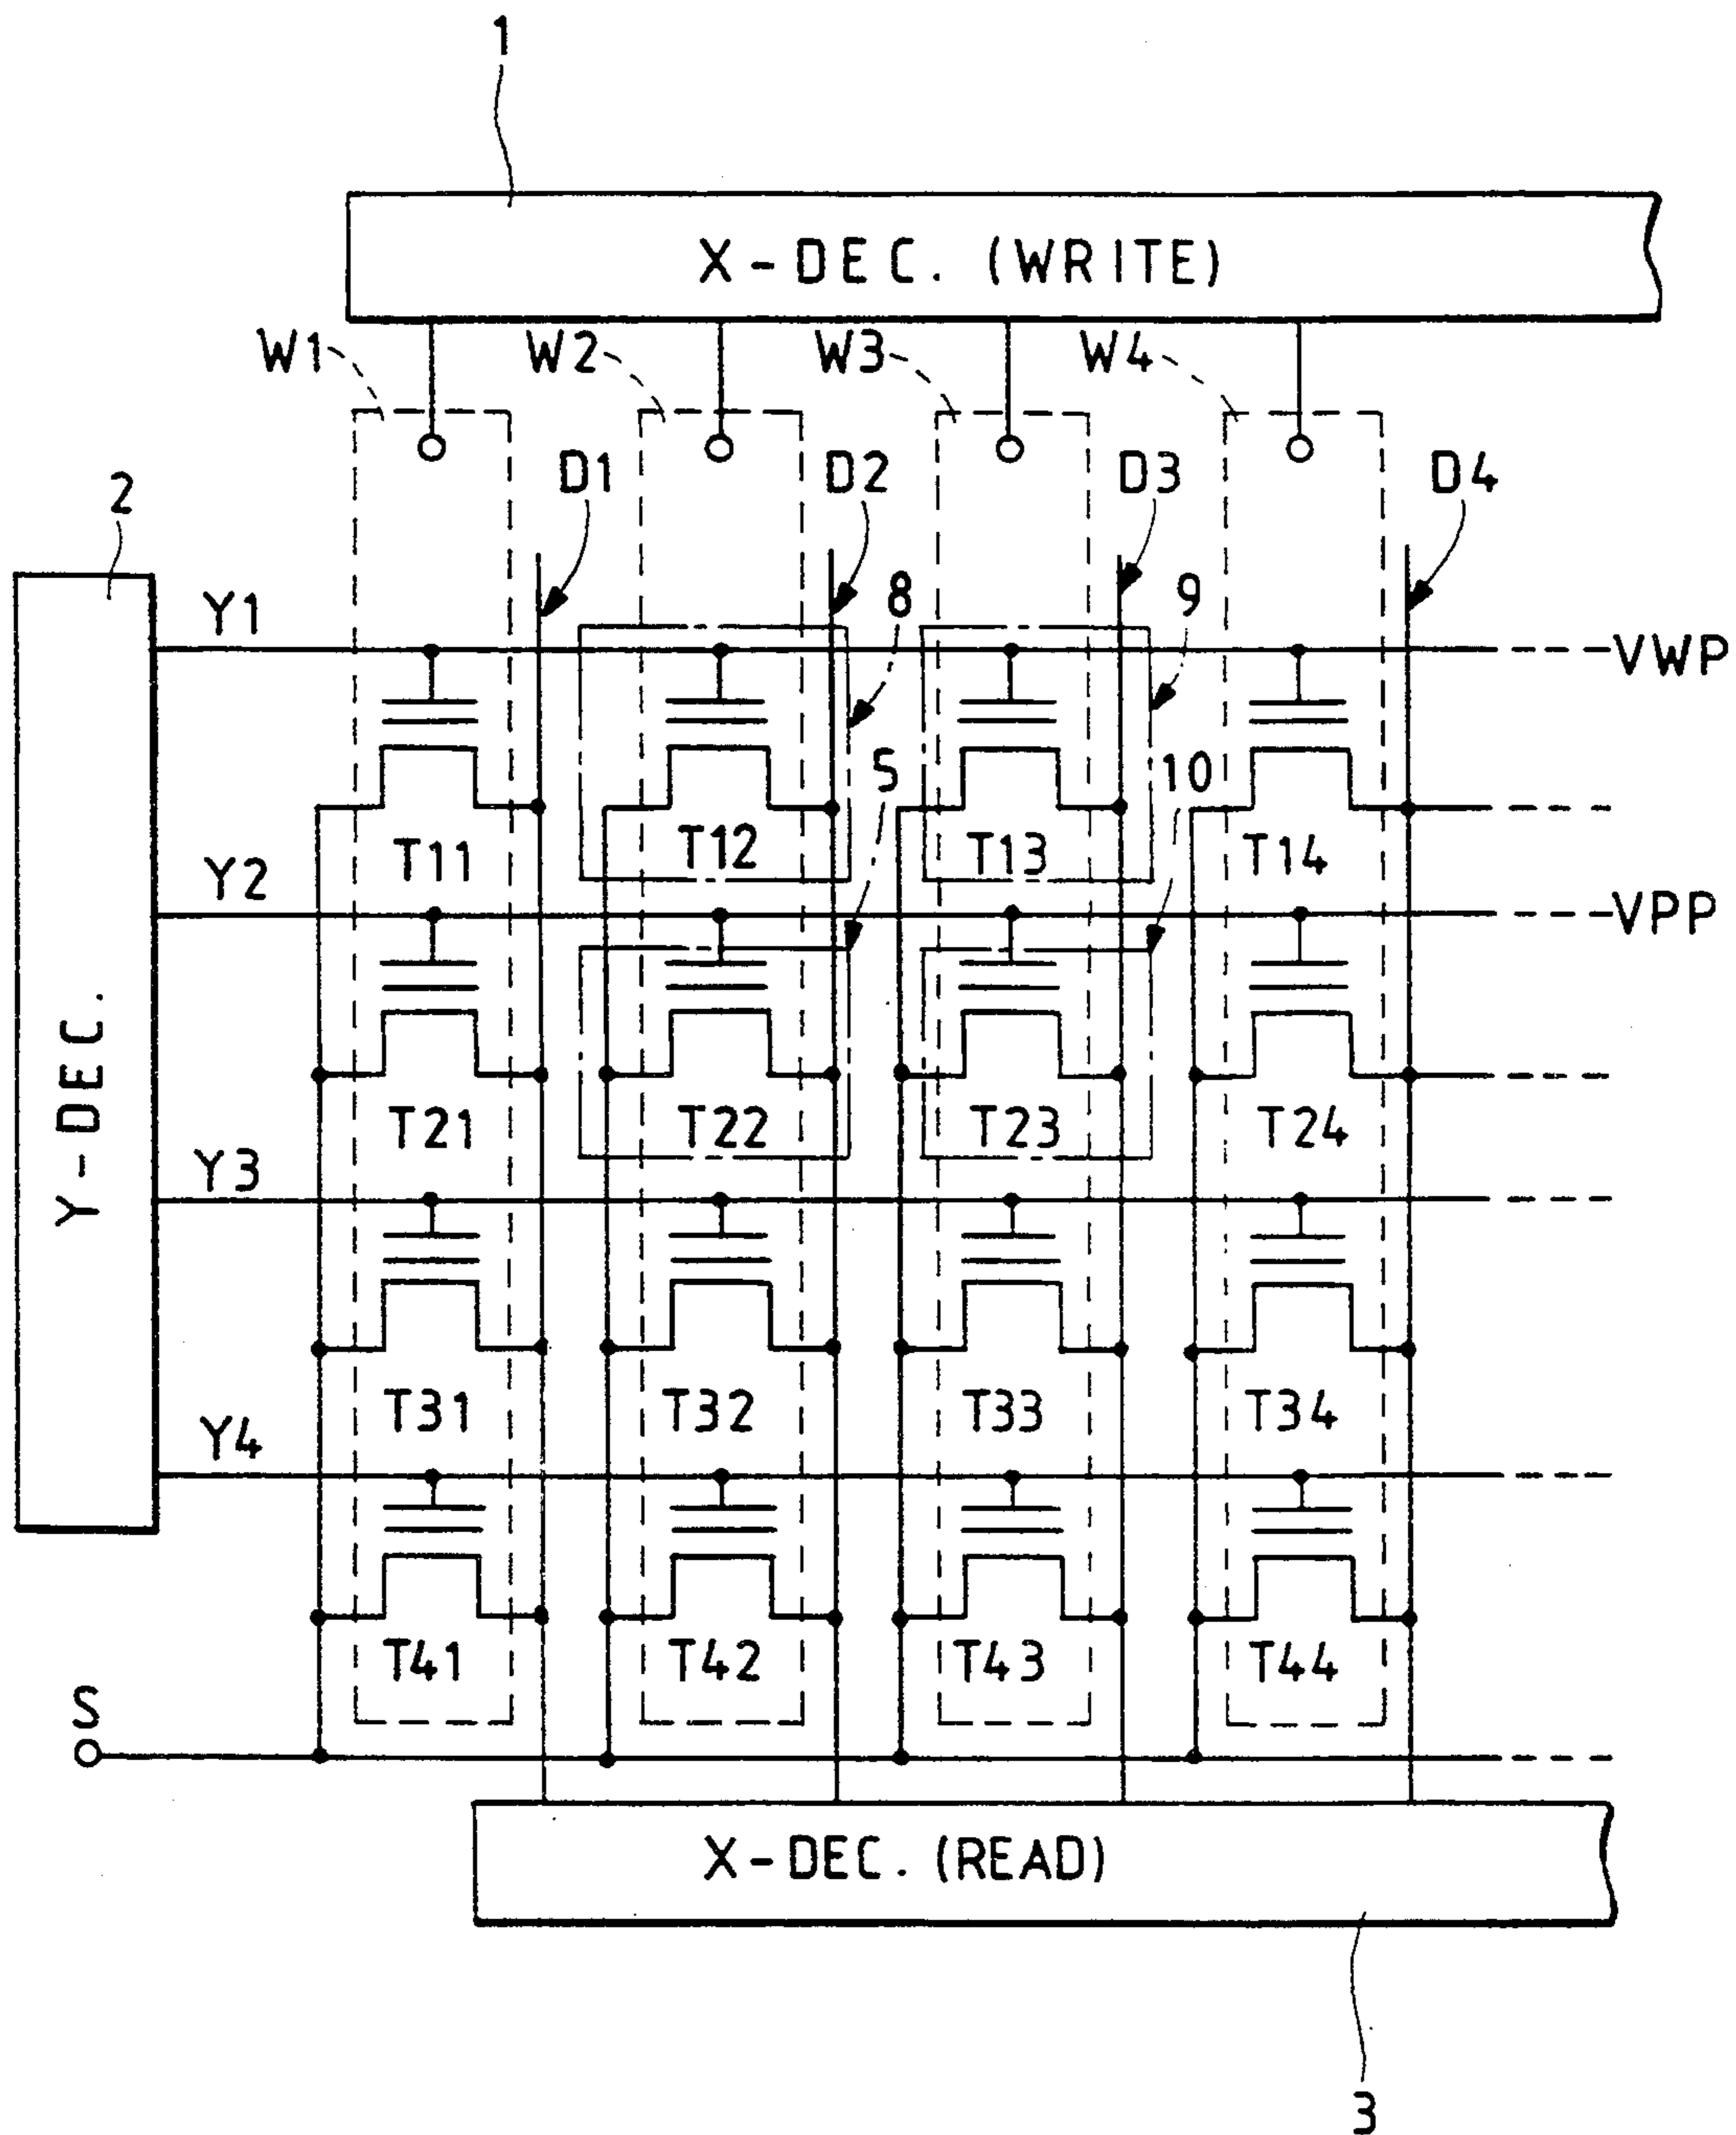 1
X-DEC. (WRITE)
W1 W2 W3 W4
D1 D2 D3 D4
2
Y1 8 9 VWP
5 10
T11 T12 T13 T14
Y2 VPP
Y-DEC.
T21 T22 T23 T24
Y3
T31 T32 T33 T34
Y4
T41 T42 T43 T44
S
X-DEC. (READ)
3